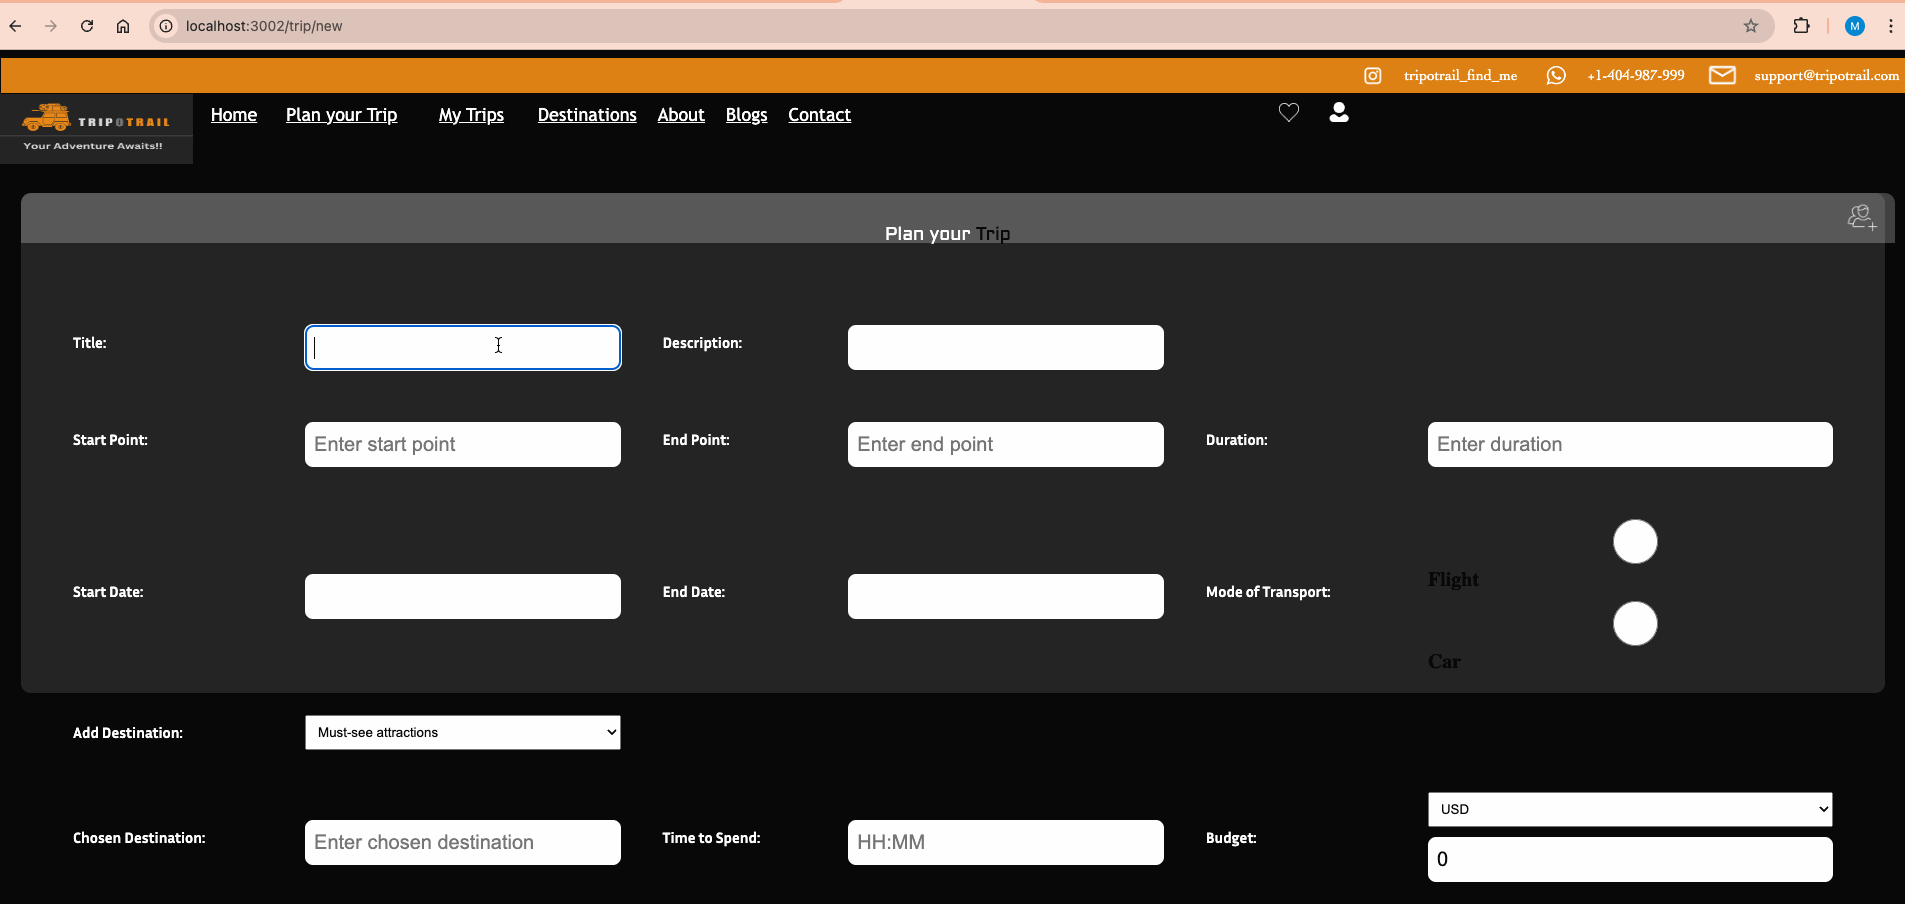 localhost:3002/trip/new
M
tripotrail_find_me +1-404-987-999 support@tripotrail.com
TRIPOTRAIL
Your Adventure Awaits!!
Home Plan your Trip My Trips Destinations About Blogs Contact
Plan your Trip
Title: Description:
Start Point: Enter start point End Point: Enter end point Duration: Enter duration
Flight
Start Date: End Date: Mode of Transport:
Car
Add Destination: Must-see attractions
USD
Chosen Destination: Enter chosen destination Time to Spend: HH:MM Budget:
0